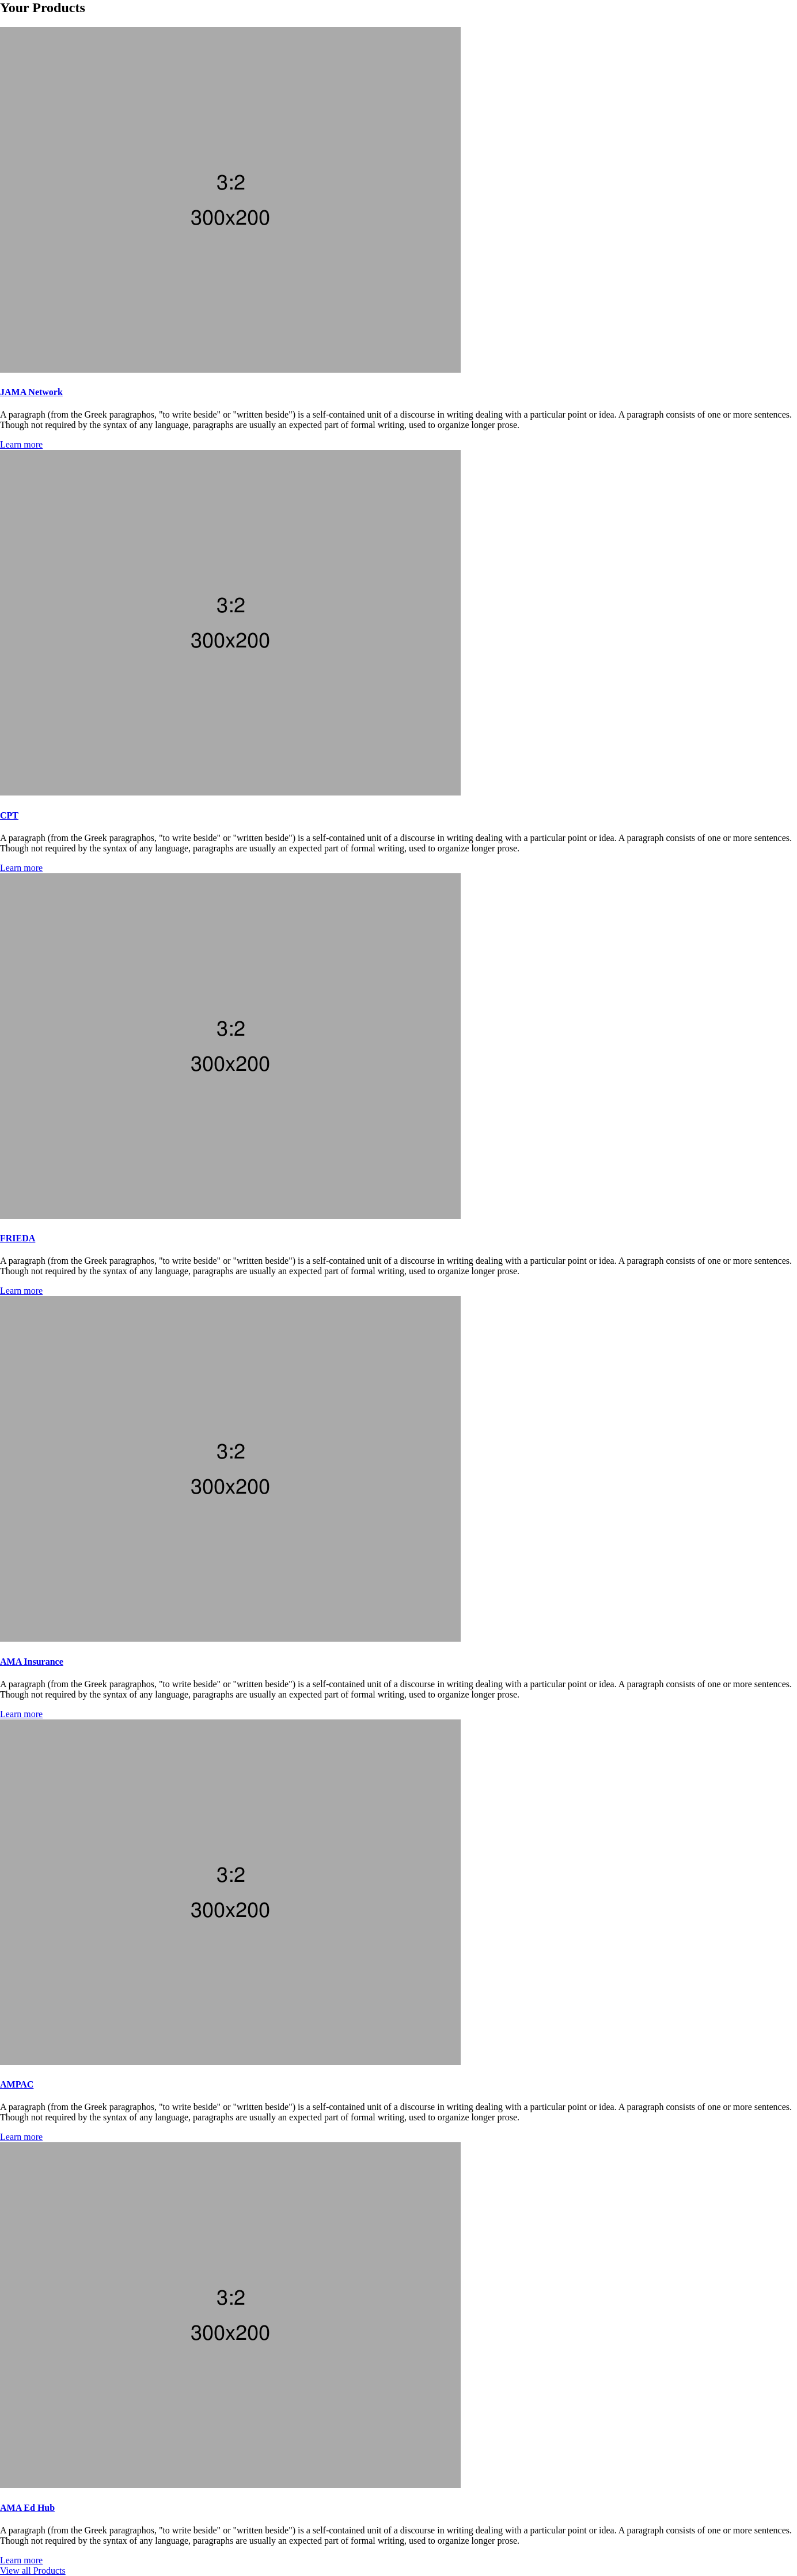 Your Products
3:2
300x200
JAMA Network
A paragraph (from the Greek paragraphos, "to write beside" or "written beside") is a self-contained unit of a discourse in writing dealing with a particular point or idea. A paragraph consists of one or more sentences.
Though not required by the syntax of any language, paragraphs are usually an expected part of formal writing, used to organize longer prose.
Learn more
3:2
300x200
CPT
A paragraph (from the Greek paragraphos, "to write beside" or "written beside") is a self-contained unit of a discourse in writing dealing with a particular point or idea. A paragraph consists of one or more sentences.
Though not required by the syntax of any language, paragraphs are usually an expected part of formal writing, used to organize longer prose.
Learn more
3:2
300x200
FRIEDA
A paragraph (from the Greek paragraphos, "to write beside" or "written beside") is a self-contained unit of a discourse in writing dealing with a particular point or idea. A paragraph consists of one or more sentences.
Though not required by the syntax of any language, paragraphs are usually an expected part of formal writing, used to organize longer prose.
Learn more
3:2
300x200
AMA Insurance
A paragraph (from the Greek paragraphos, "to write beside" or "written beside") is a self-contained unit of a discourse in writing dealing with a particular point or idea. A paragraph consists of one or more sentences.
Though not required by the syntax of any language, paragraphs are usually an expected part of formal writing, used to organize longer prose.
Learn more
3:2
300x200
AMPAC
A paragraph (from the Greek paragraphos, "to write beside" or "written beside") is a self-contained unit of a discourse in writing dealing with a particular point or idea. A paragraph consists of one or more sentences.
Though not required by the syntax of any language, paragraphs are usually an expected part of formal writing, used to organize longer prose.
Learn more
3:2
300x200
AMA Ed Hub
A paragraph (from the Greek paragraphos, "to write beside" or "written beside") is a self-contained unit of a discourse in writing dealing with a particular point or idea. A paragraph consists of one or more sentences.
Though not required by the syntax of any language, paragraphs are usually an expected part of formal writing, used to organize longer prose.
Learn more
View all Products